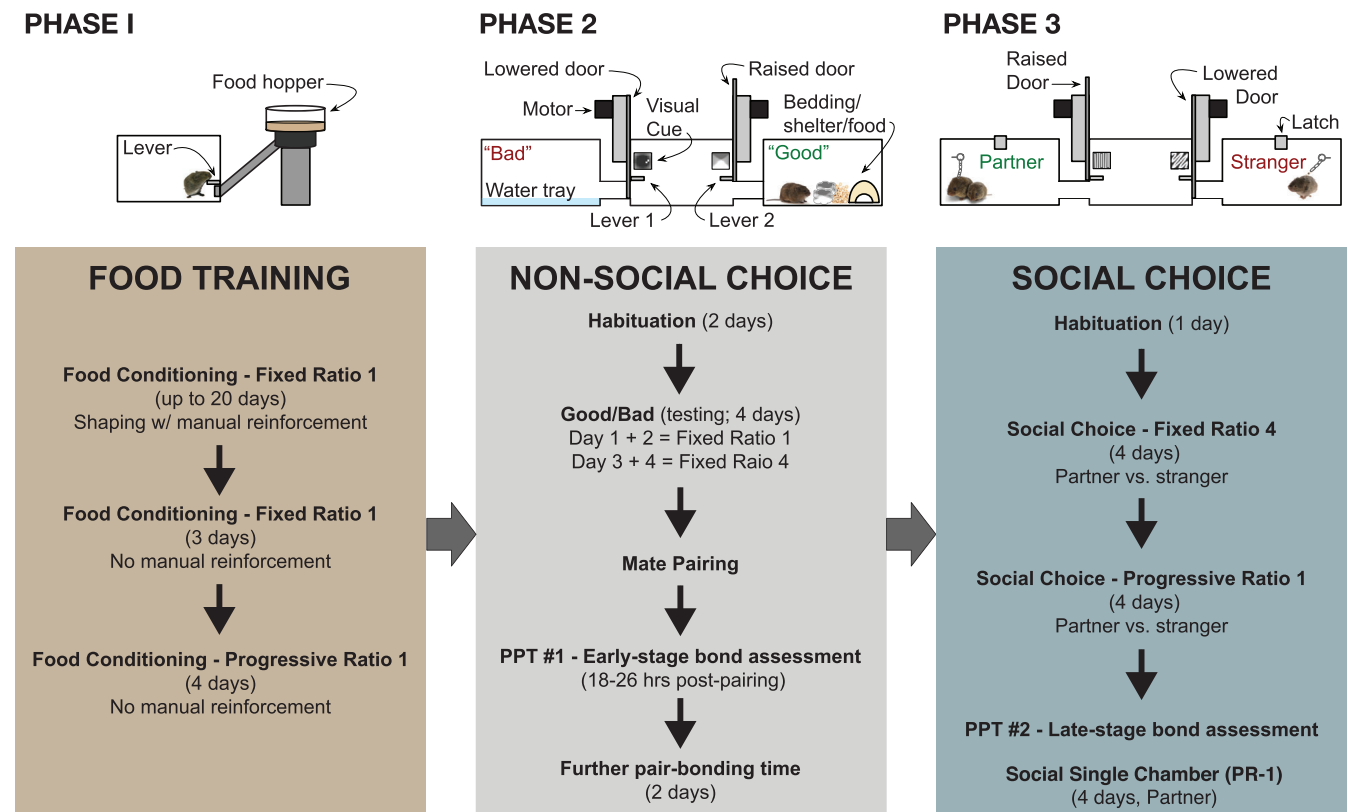 PHASE I
Food hopper
Lever
FOOD TRAINING
Food Conditioning - Fixed Ratio 1
(up to 20 days)
Shaping w/ manual reinforcement
Food Conditioning - Fixed Ratio 1
(3 days)
No manual reinforcement
Food Conditioning - Progressive Ratio 1
(4 days)
No manual reinforcement
PHASE 2
Lowered door
Raised door
Motor
Visual
Cue
Bedding/
shelter/food
“Bad”
“Good”
Water tray
Lever 1
Lever 2
NON-SOCIAL CHOICE
Habituation (2 days)
Good/Bad (testing; 4 days)
Day 1 + 2 = Fixed Ratio 1
Day 3 + 4 = Fixed Raio 4
Mate Pairing
PPT #1 - Early-stage bond assessment
(18-26 hrs post-pairing)
Further pair-bonding time
(2 days)
PHASE 3
Raised
Door
Lowered
Door
Latch
Partner
Stranger
SOCIAL CHOICE
Habituation (1 day)
Social Choice - Fixed Ratio 4
(4 days)
Partner vs. stranger
Social Choice - Progressive Ratio 1
(4 days)
Partner vs. stranger
PPT #2 - Late-stage bond assessment
Social Single Chamber (PR-1)
(4 days, Partner)